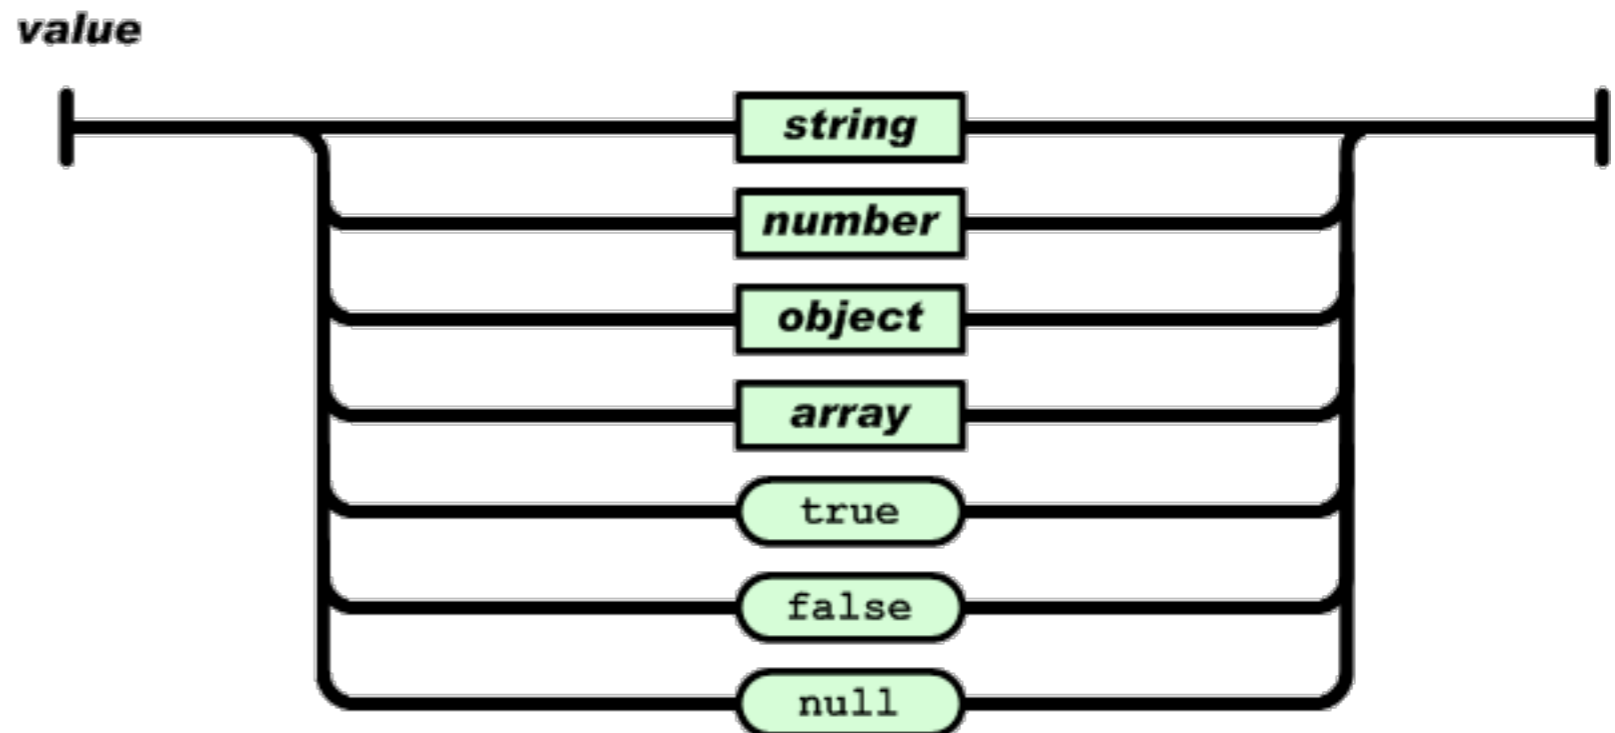 value
string
number
object
array
true
false
null